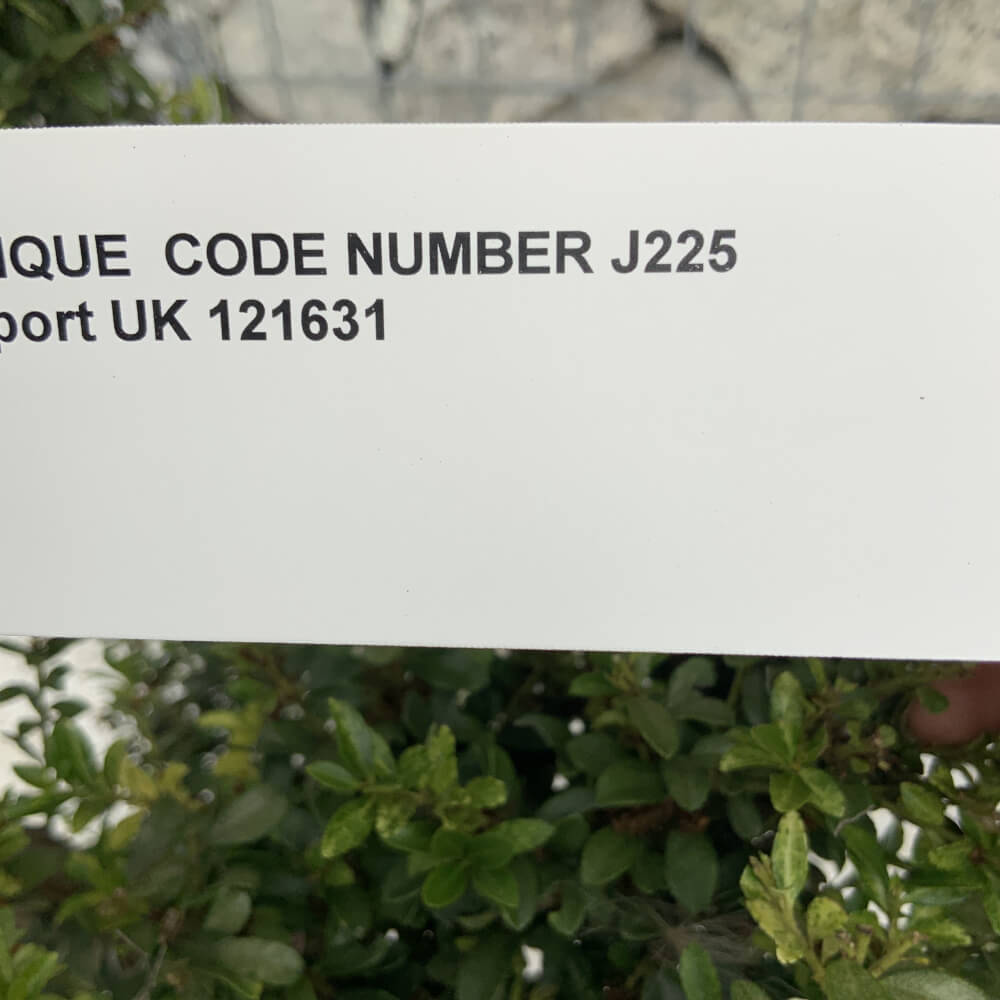 IQUE CODE NUMBER J225
port UK 121631